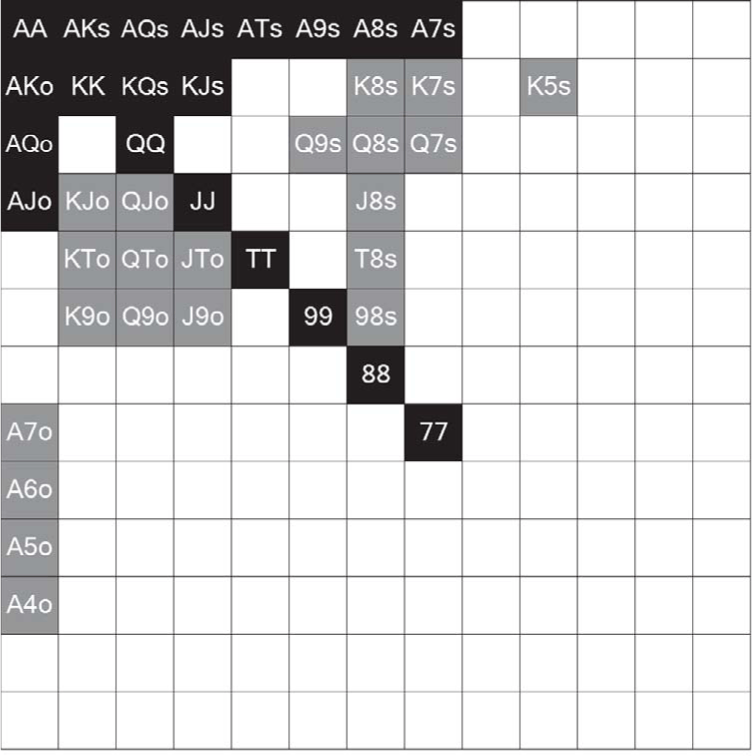 AA AKs AQs AJs ATs A9s A8s A7s
AKo KK KQs KJs K8s K7s K5s
AQo QQ Q9s Q8s Q7s
AJo KJo QJo JJ J8s
KTo QTo JTo TT T8s
K9o Q9o J9o 99 98s
88
A7o 77
A6o
A5o
A4o